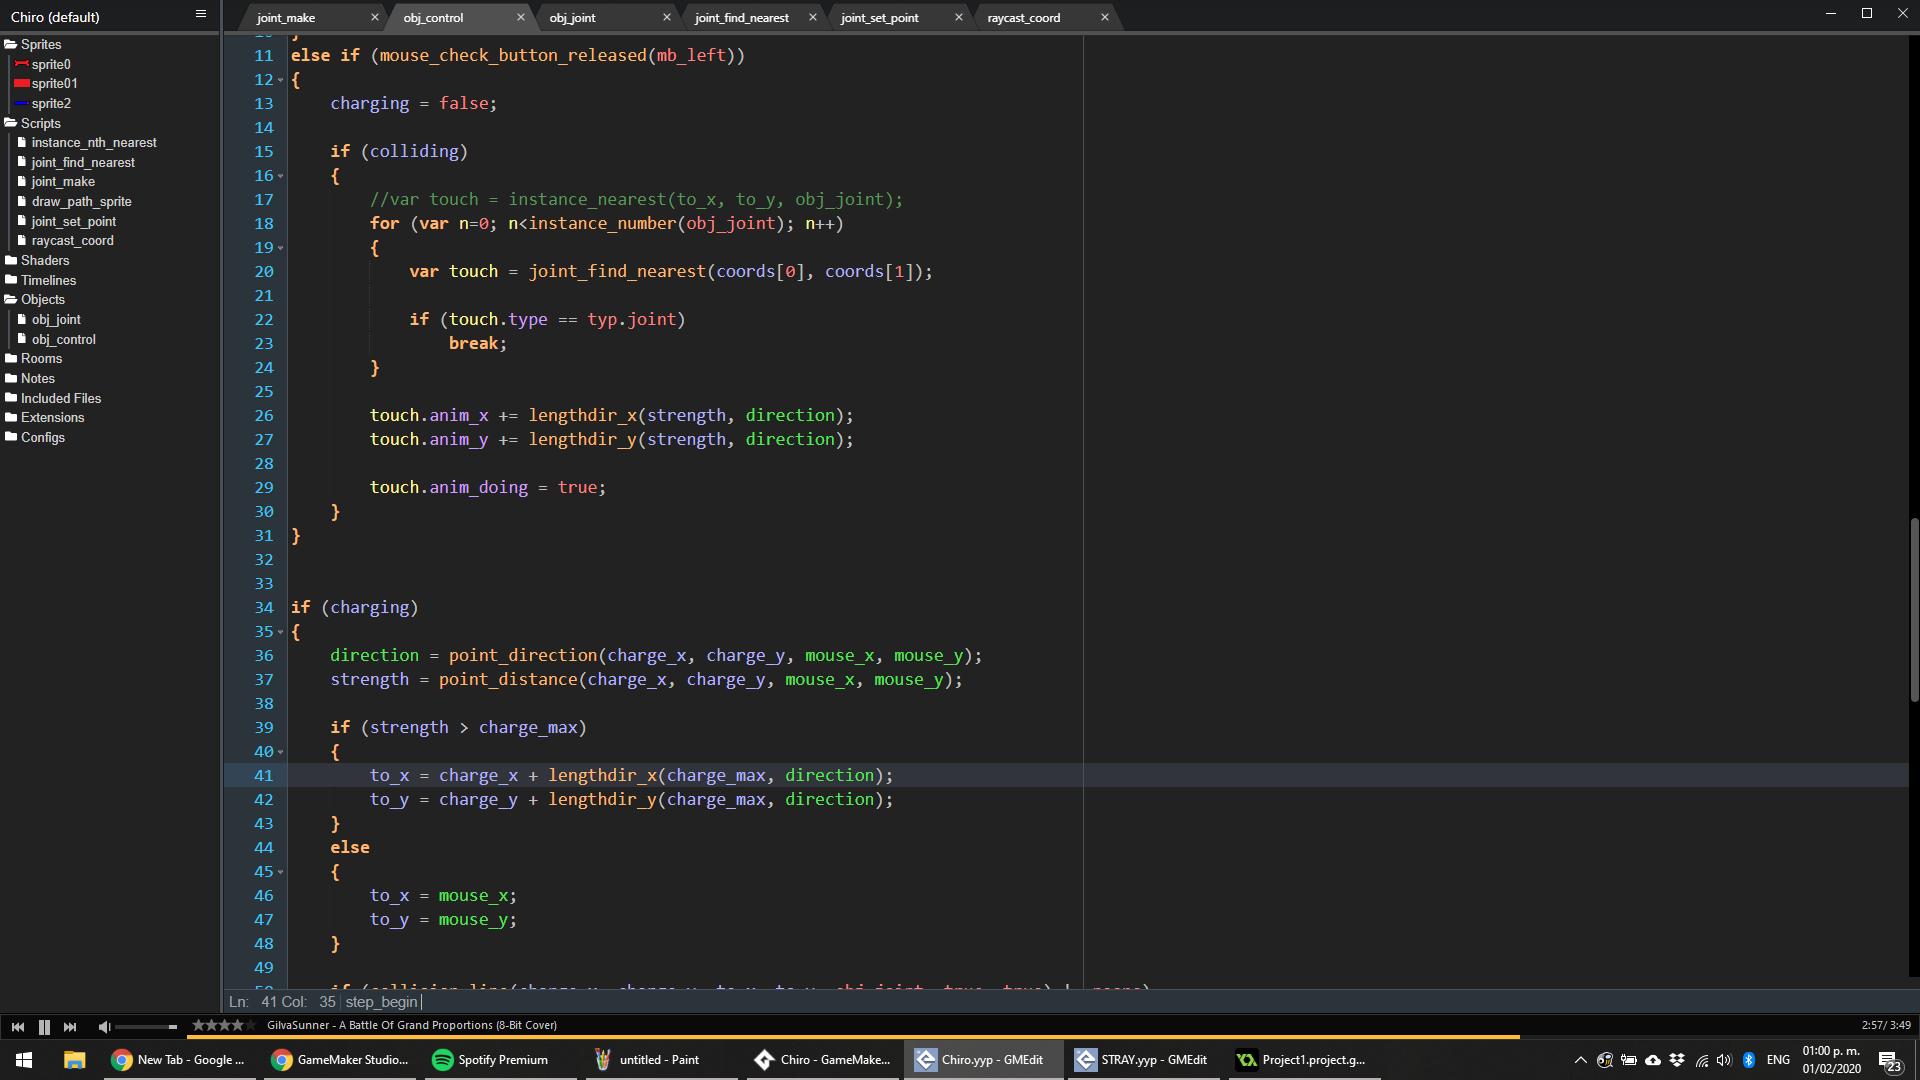 Chiro (default)
joint_make
obj_control
obj_joint
joint_find_nearest
joint_set_point
raycast_coord
Sprites
sprite0
sprite01
sprite2
Scripts
instance_nth_nearest
joint_find_nearest
joint_make
draw_path_sprite
joint_set_point
raycast_coord
Shaders
Timelines
Objects
obj_joint
obj_control
Rooms
Notes
Included Files
Extensions
Configs
11 else if (mouse_check_button_released(mb_left))
12 {
13 charging = false;
14
15 if (colliding)
16 {
17 //var touch = instance_nearest(to_x, to_y, obj_joint);
18 for (var n=0; n<instance_number(obj_joint); n++)
19 {
20 var touch = joint_find_nearest(coords[0], coords[1]);
21
22 if (touch.type == typ.joint)
23 break;
24 }
25
26 touch.anim_x += lengthdir_x(strength, direction);
27 touch.anim_y += lengthdir_y(strength, direction);
28
29 touch.anim_doing = true;
30 }
31 }
32
33
34 if (charging)
35 {
36 direction = point_direction(charge_x, charge_y, mouse_x, mouse_y);
37 strength = point_distance(charge_x, charge_y, mouse_x, mouse_y);
38
39 if (strength > charge_max)
40 {
41 to_x = charge_x + lengthdir_x(charge_max, direction);
42 to_y = charge_y + lengthdir_y(charge_max, direction);
43 }
44 else
45 {
46 to_x = mouse_x;
47 to_y = mouse_y;
48 }
49
Ln: 41 Col: 35 step_begin
GilvaSunner - A Battle Of Grand Proportions (8-Bit Cover)
2:57/ 3:49
New Tab - Google ...
GameMaker Studio...
Spotify Premium
untitled - Paint
Chiro - GameMake...
Chiro.yyp - GMEdit
STRAY.yyp - GMEdit
Project1.project.g...
ENG
01:00 p. m.
01/02/2020
23